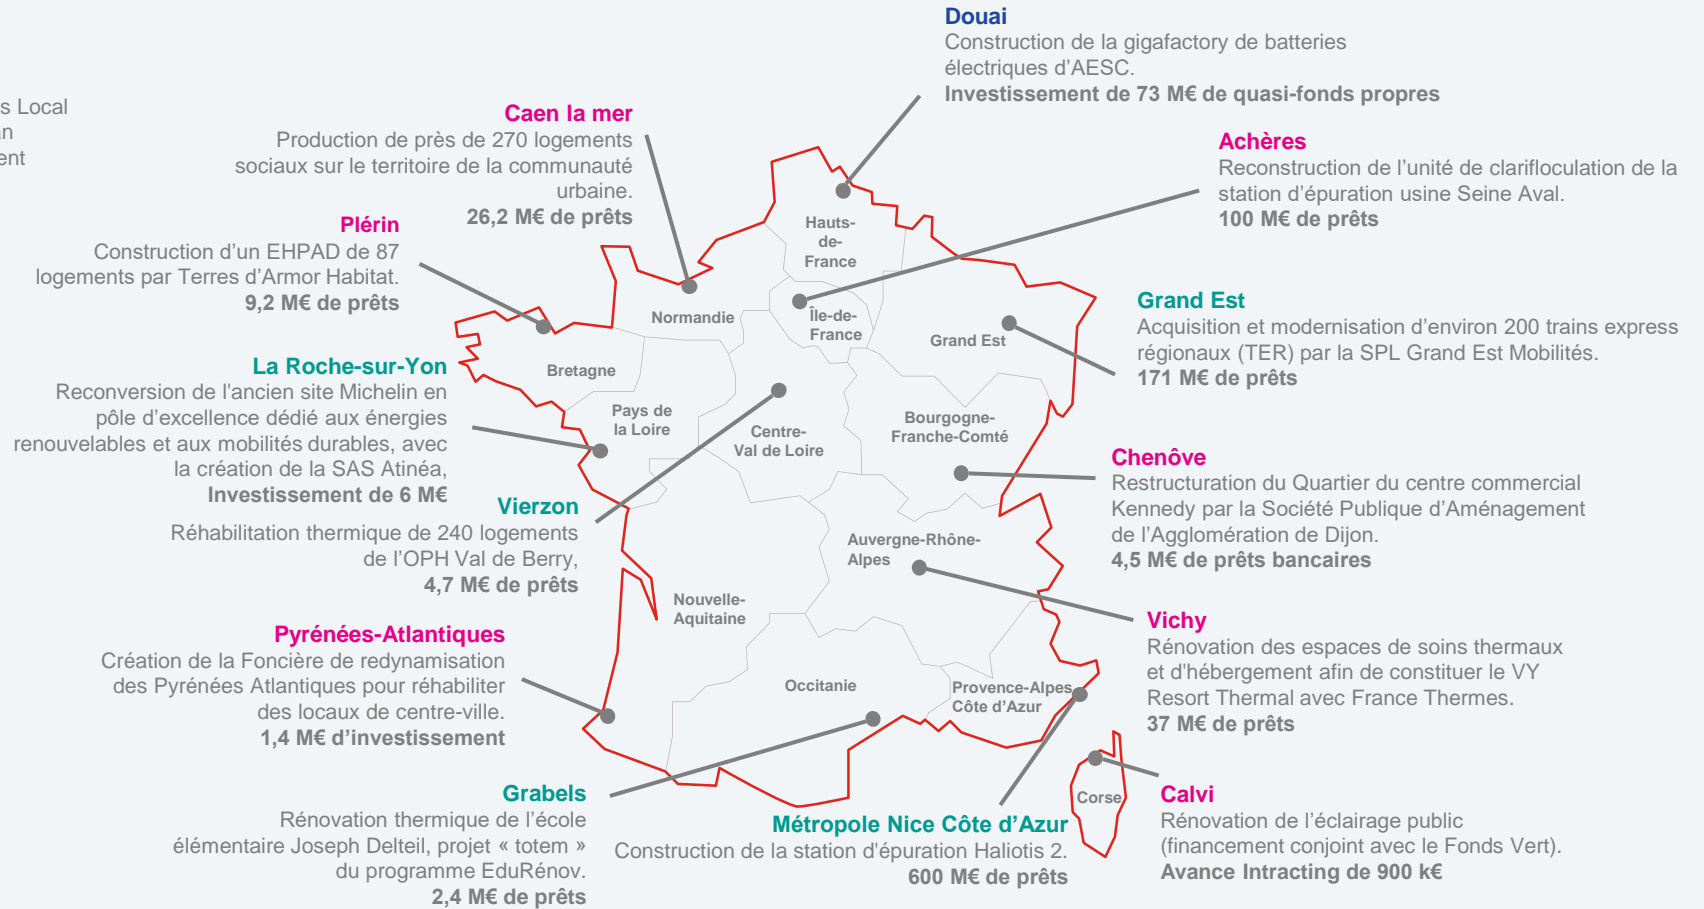 s Local
an
ent
Douai
Construction de la gigafactory de batteries
électriques d’AESC.
Investissement de 73 M€ de quasi-fonds propres
Caen la mer
Production de près de 270 logements
sociaux sur le territoire de la communauté
urbaine.
26,2 M€ de prêts
Achères
Reconstruction de l’unité de clarifloculation de la
station d’épuration usine Seine Aval.
100 M€ de prêts
Plérin
Construction d’un EHPAD de 87
logements par Terres d’Armor Habitat.
9,2 M€ de prêts
Grand Est
Acquisition et modernisation d’environ 200 trains express
régionaux (TER) par la SPL Grand Est Mobilités.
171 M€ de prêts
La Roche-sur-Yon
Reconversion de l'ancien site Michelin en
pôle d’excellence dédié aux énergies
renouvelables et aux mobilités durables, avec
la création de la SAS Atinéa,
Investissement de 6 M€
Chenôve
Restructuration du Quartier du centre commercial
Kennedy par la Société Publique d’Aménagement
de l’Agglomération de Dijon.
4,5 M€ de prêts bancaires
Vierzon
Réhabilitation thermique de 240 logements
de l’OPH Val de Berry,
4,7 M€ de prêts
Vichy
Rénovation des espaces de soins thermaux
et d'hébergement afin de constituer le VY
Resort Thermal avec France Thermes.
37 M€ de prêts
Pyrénées-Atlantiques
Création de la Foncière de redynamisation
des Pyrénées Atlantiques pour réhabiliter
des locaux de centre-ville.
1,4 M€ d’investissement
Grabels
Rénovation thermique de l’école
élémentaire Joseph Delteil, projet « totem »
du programme EduRénov.
2,4 M€ de prêts
Métropole Nice Côte d’Azur
Construction de la station d'épuration Haliotis 2.
600 M€ de prêts
Calvi
Rénovation de l’éclairage public
(financement conjoint avec le Fonds Vert).
Avance Intracting de 900 k€
Hauts-
de-
France
Normandie
Île-de-
France
Grand Est
Bretagne
Pays de
la Loire
Centre-
Val de Loire
Bourgogne-
Franche-Comté
Auvergne-Rhône-
Alpes
Nouvelle-
Aquitaine
Occitanie
Provence-Alpes
Côte d’Azur
Corse